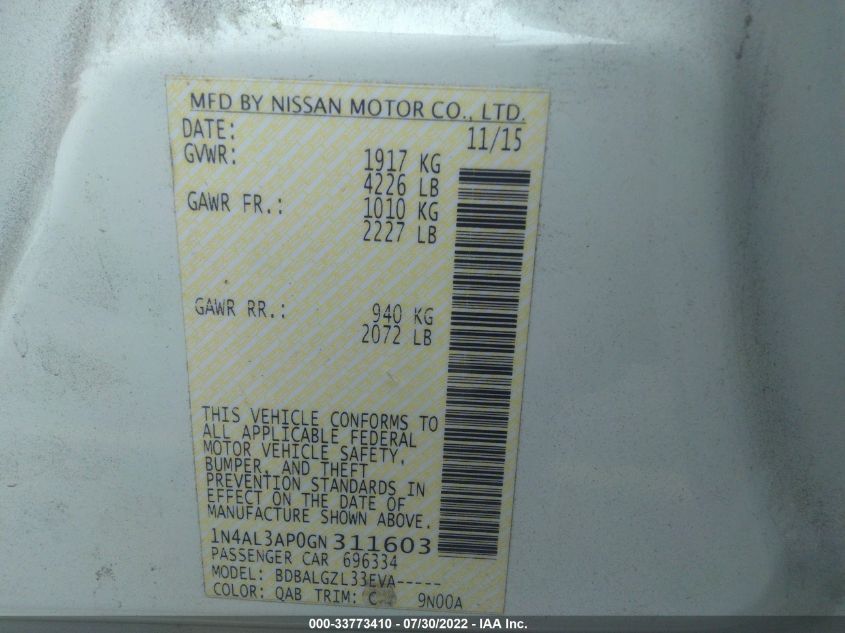 MFD BY NISSAN MOTOR CO., LTD.
DATE: 11/15
GVWR: 1917 KG
4226 LB
GAWR FR.: 1010 KG
2227 LB
GAWR RR.: 940 KG
2072 LB
THIS VEHICLE CONFORMS TO
ALL APPLICABLE FEDERAL
MOTOR VEHICLE SAFETY,
BUMPER, AND THEFT
PREVENTION STANDARDS IN
EFFECT ON THE DATE OF
MANUFACTURE SHOWN ABOVE.
1N4AL3AP0GN311603
PASSENGER CAR 696334
MODEL: BDBALGZL33EVA-----
COLOR: QAB TRIM: C 9N00A
000-33773410 - 07/30/2022 - IAA Inc.